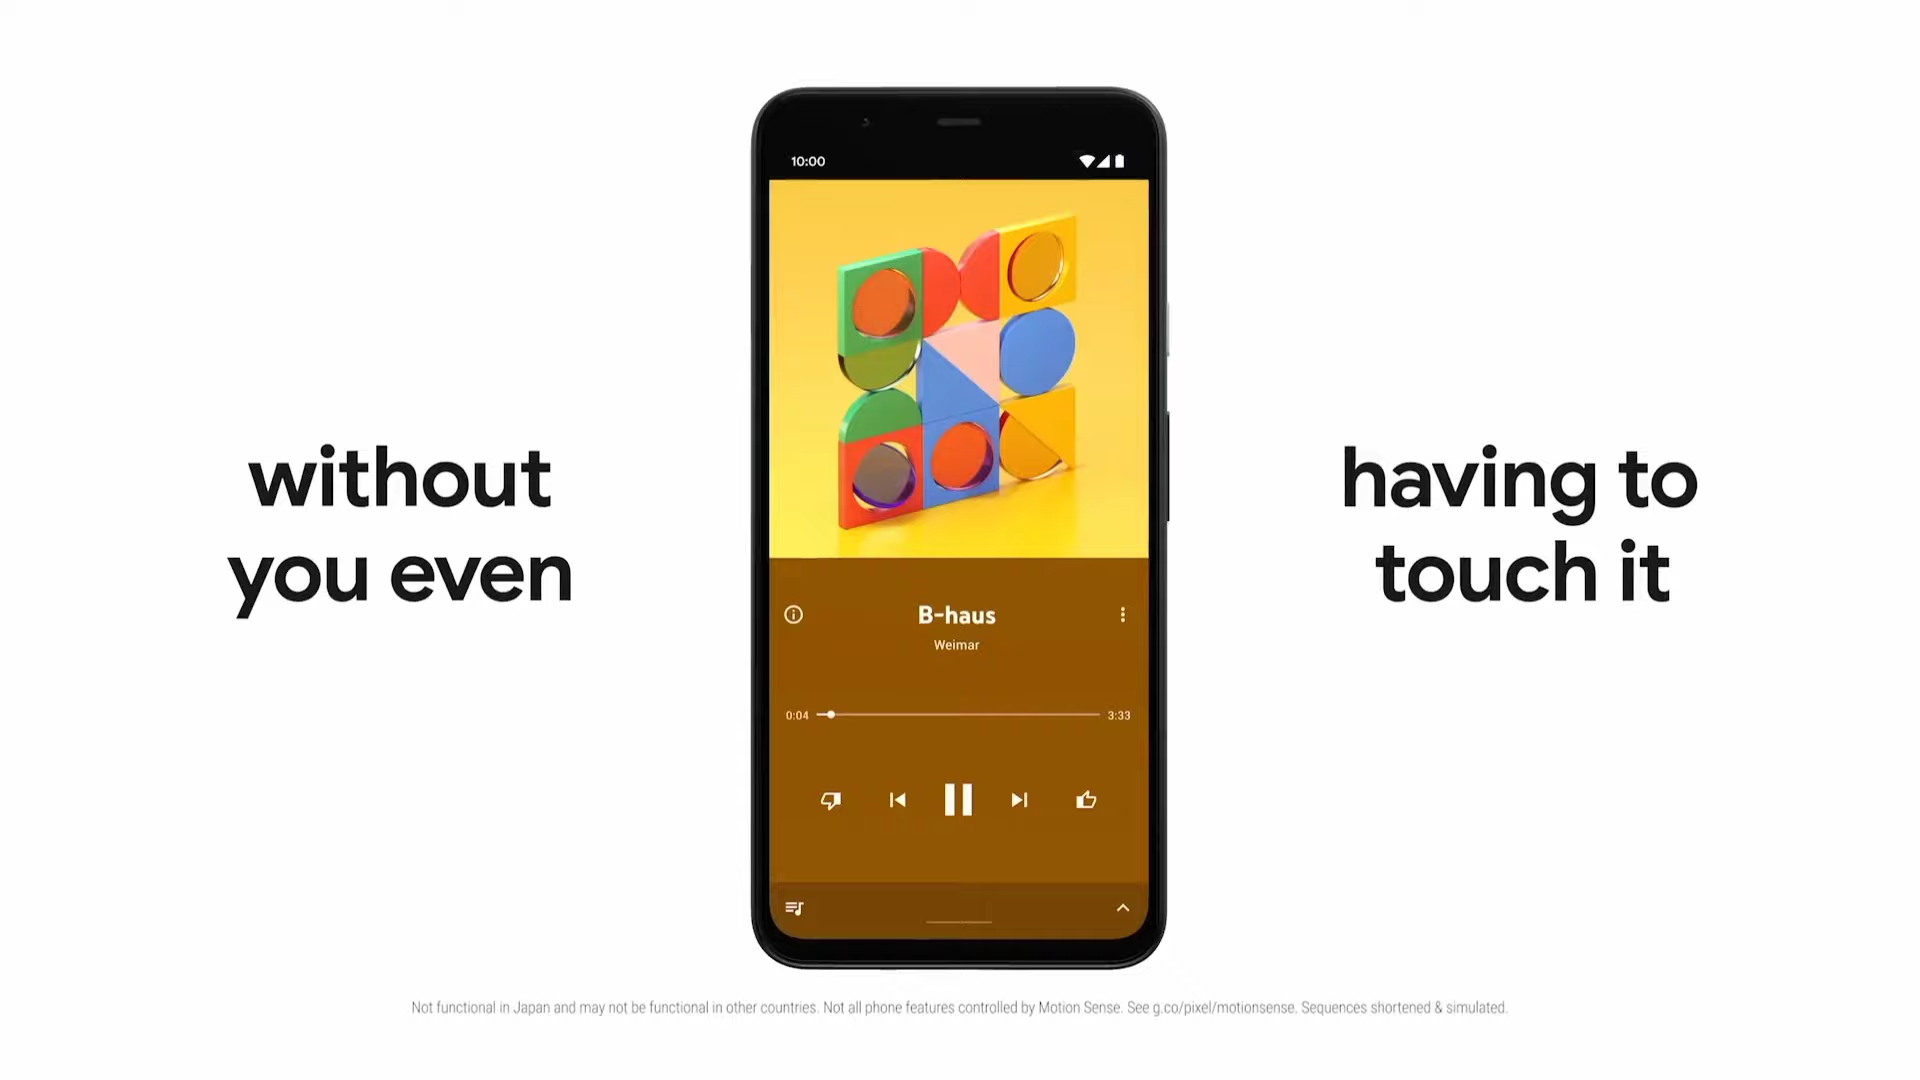 without
you even
having to
touch it
10:00
B-haus
Weimar
0:04
3:33
Not functional in Japan and may not be functional in other countries. Not all phone features controlled by Motion Sense. See g.co/pixel/motionsense. Sequences shortened & simulated.